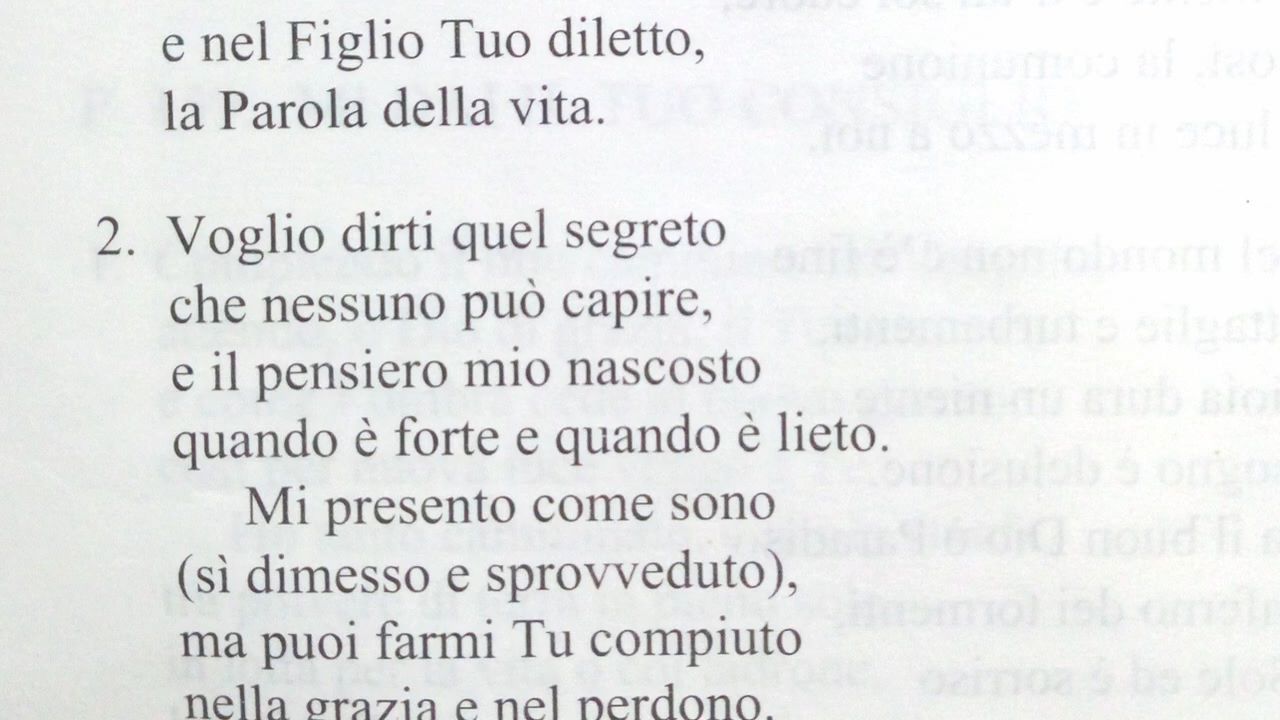 e nel Figlio Tuo diletto,
la Parola della vita.
2. Voglio dirti quel segreto
che nessuno può capire,
e il pensiero mio nascosto
quando è forte e quando è lieto.
Mi presento come sono
(sì dimesso e sprovveduto),
ma puoi farmi Tu compiuto
nella grazia e nel perdono.